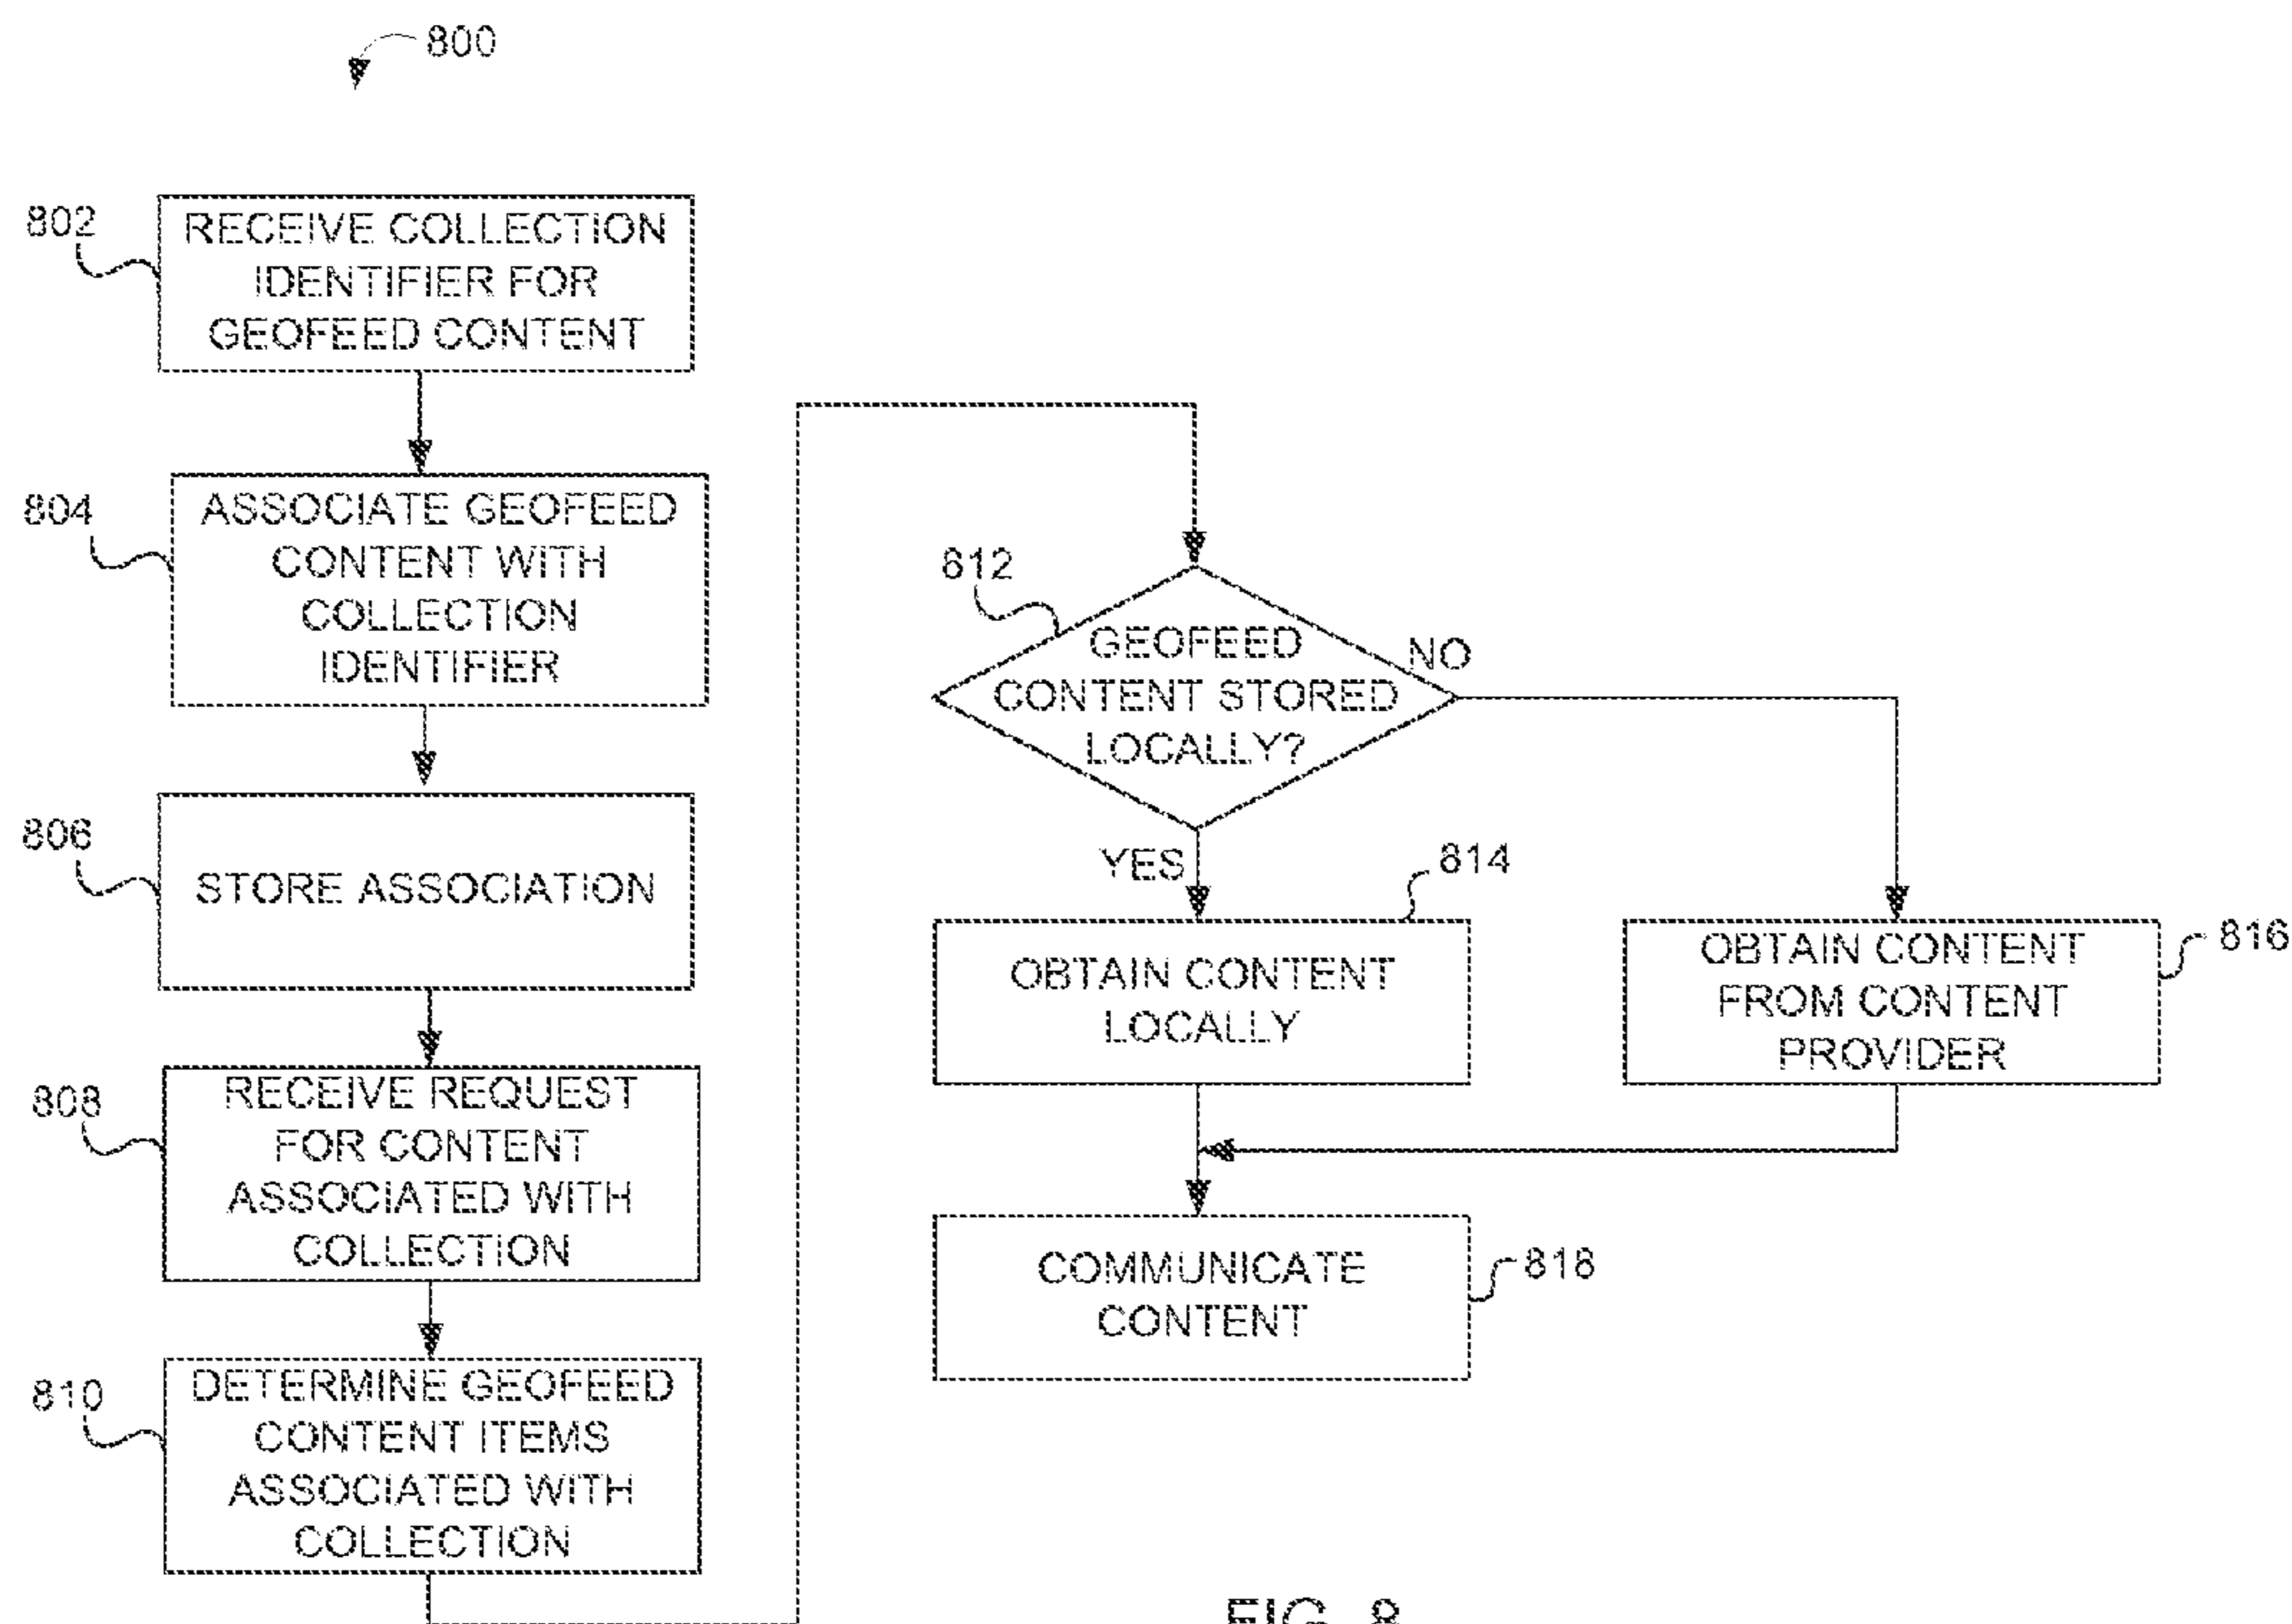 800
802
RECEIVE COLLECTION
IDENTIFIER FOR
GEOFEED CONTENT
804
ASSOCIATE GEOFEED
CONTENT WITH
COLLECTION
IDENTIFIER
806
STORE ASSOCIATION
808
RECEIVE REQUEST
FOR CONTENT
ASSOCIATED WITH
COLLECTION
810
DETERMINE GEOFEED
CONTENT ITEMS
ASSOCIATED WITH
COLLECTION
812
GEOFEED
CONTENT STORED
LOCALLY?
NO
YES
814
OBTAIN CONTENT
LOCALLY
816
OBTAIN CONTENT
FROM CONTENT
PROVIDER
818
COMMUNICATE
CONTENT
FIG. 8